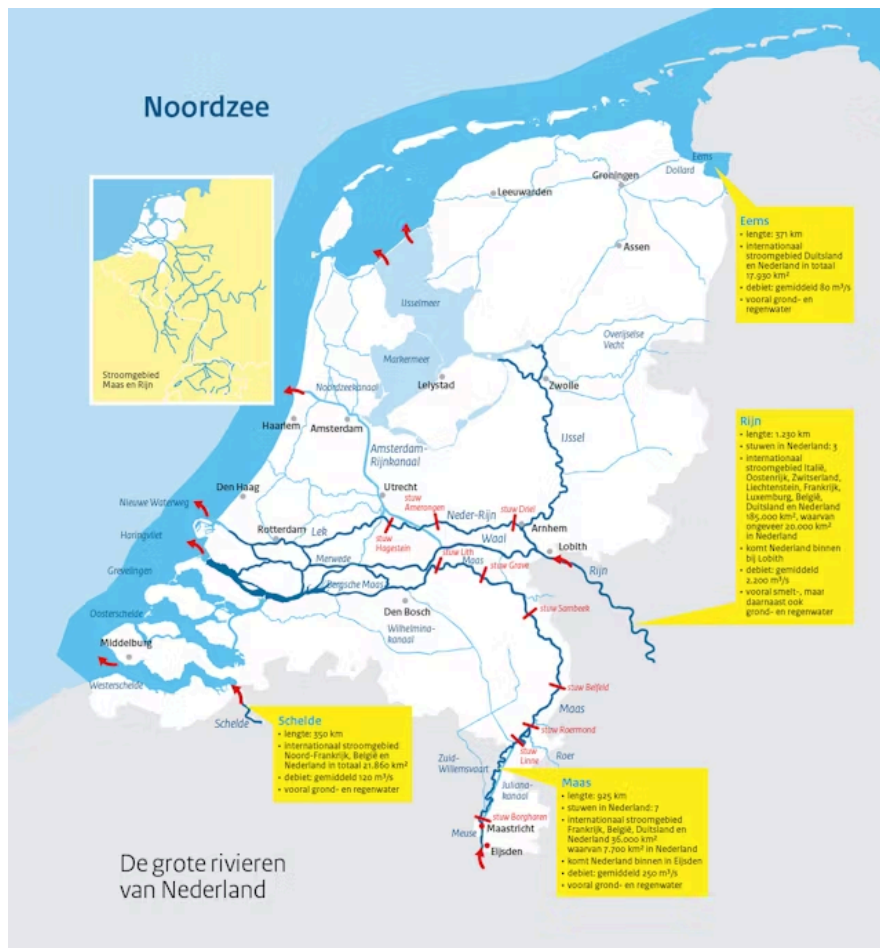 Noordzee
Stroomgebied
Maas en Rijn
Leeuwarden
Groningen
Eems
Dollard
Assen
Eems
• lengte: 371 km
• internationaal
stroomgebied Duitsland
en Nederland in totaal
17.930 km²
• debiet: gemiddeld 80 m³/s
• vooral grond- en
regenwater
IJsselmeer
Markermeer
Lelystad
Overijselse
Vecht
Zwolle
IJssel
Noordzeekanaal
Haarlem
Amsterdam
Amsterdam-
Rijnkanaal
Utrecht
Den Haag
Nieuwe Waterweg
Haringvliet
Grevelingen
Oosterschelde
Middelburg
Westerschelde
Rotterdam
Lek
Merwede
Bergsche Maas
stuw
Hagestein
stuw
Amerongen
Neder-Rijn
stuw Driel
Arnhem
Waal
Lobith
Rijn
stuw Lith
Maas
stuw Grave
Den Bosch
Wilhelmina-
kanaal
stuw Sambeek
Rijn
• lengte: 1.230 km
• stuwen in Nederland: 3
• internationaal
stroomgebied Italië,
Oostenrijk, Zwitserland,
Liechtenstein, Frankrijk,
Luxemburg, België,
Duitsland en Nederland
185.000 km², waarvan
ongeveer 20.000 km²
in Nederland
• komt Nederland binnen
bij Lobith
• debiet: gemiddeld
2.200 m³/s
• vooral smelt-, maar
daarnaast ook
grond- en regenwater
stuw Belfeld
Maas
stuw Roermond
Roer
stuw
Linne
Zuid-
Willemsvaart
Juliana-
kanaal
stuw Borgharen
Maastricht
Meuse
Eijsden
Schelde
Schelde
• lengte: 350 km
• internationaal stroomgebied
Noord-Frankrijk, België en
Nederland in totaal 21.860 km²
• debiet: gemiddeld 120 m³/s
• vooral grond- en regenwater
Maas
• lengte: 925 km
• stuwen in Nederland: 7
• internationaal stroomgebied
Frankrijk, België, Duitsland en
Nederland 36.000 km²
waarvan 7.700 km² in Nederland
• komt Nederland binnen in Eijsden
• debiet: gemiddeld 250 m³/s
• vooral grond- en regenwater
De grote rivieren
van Nederland